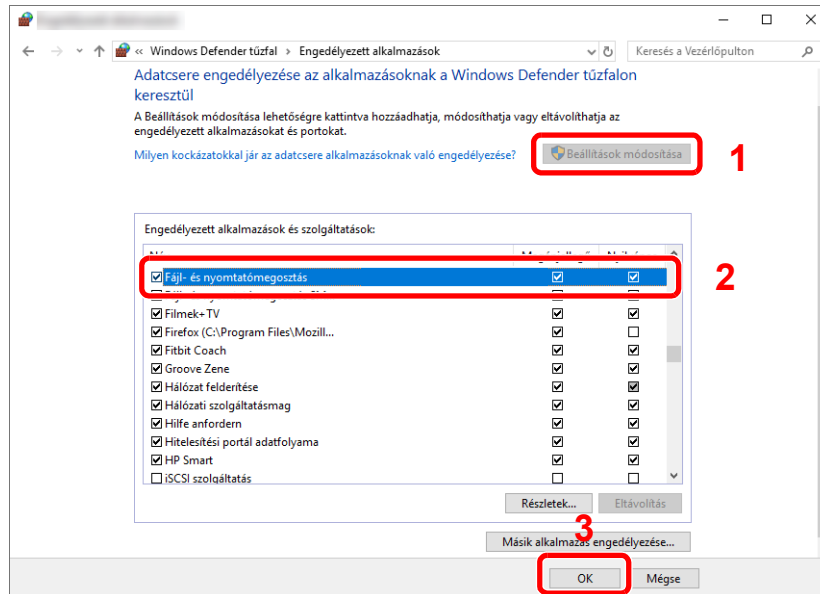 « Windows Defender tűzfal › Engedélyezett alkalmazások
Keresés a Vezérlőpulton
Adatcsere engedélyezése az alkalmazásoknak a Windows Defender tűzfalon
keresztül
A Beállítások módosítása lehetőségre kattintva hozzáadhatja, módosíthatja vagy eltávolíthatja az
engedélyezett alkalmazásokat és portokat.
Milyen kockázatokkal jár az adatcsere alkalmazásoknak való engedélyezése?
Beállítások módosítása
1
Engedélyezett alkalmazások és szolgáltatások:
Fájl- és nyomtatómegosztás
2
Filmek+TV
Firefox (C:\Program Files\Mozill...
Fitbit Coach
Groove Zene
Hálózat felderítése
Hálózati szolgáltatásmag
Hilfe anfordern
Hitelesítési portál adatfolyama
HP Smart
iSCSI szolgáltatás
Részletek...
Eltávolítás
3
Másik alkalmazás engedélyezése...
OK
Mégse